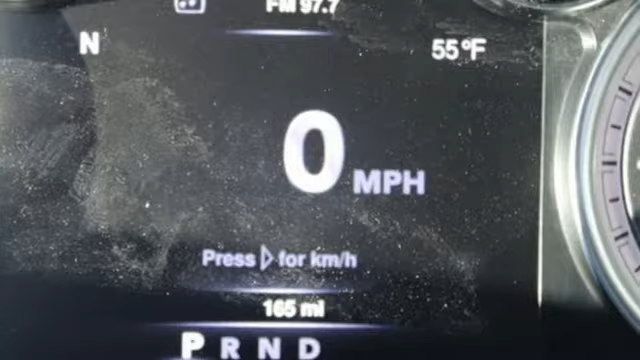 FM 97.7
N 55°F
0 MPH
Press ▷ for km/h
165 mi
P R N D